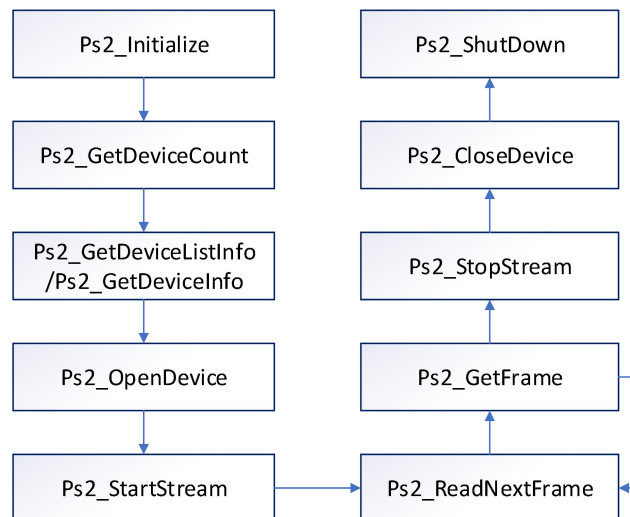 Ps2_Initialize
Ps2_GetDeviceCount
Ps2_GetDeviceListInfo
/Ps2_GetDeviceInfo
Ps2_OpenDevice
Ps2_StartStream
Ps2_ShutDown
Ps2_CloseDevice
Ps2_StopStream
Ps2_GetFrame
Ps2_ReadNextFrame